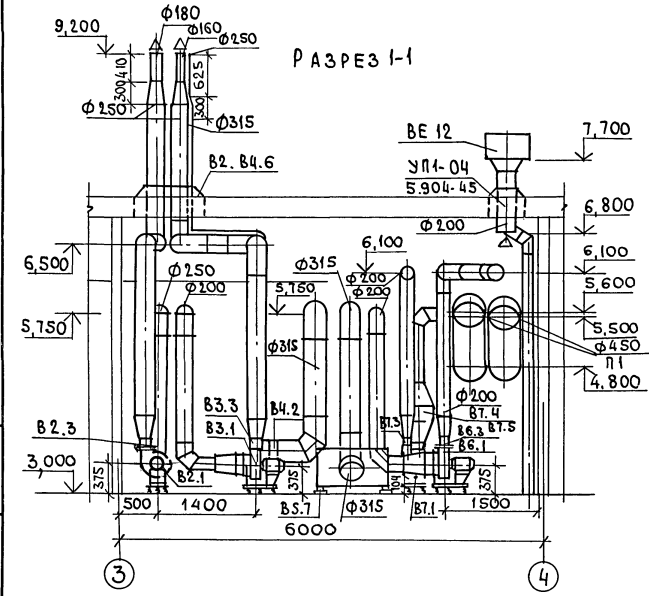 РАЗРЕЗ 1-1
9,200
Ф180
Ф160
Ф250
300 410
625
300
Ф250
Ф315
В2. В4.6
ВЕ 12
7,700
УП1-04
5.904-45
Ф200
6,800
6,500
6,100
6,100
Ф315
Ф250
Ф200
Ф200
Ф200
5,750
5,750
5,600
5,500
Ф450
П1
4,800
Ф315
В3.3
В3.1
В4.2
В7.3
Ф200
В7.4
В7.5
В6.3
В6.1
В2.3
В2.1
3,000
375
375
104
375
500
1400
В5.7
Ф315
В7.1
1500
6000
3
4